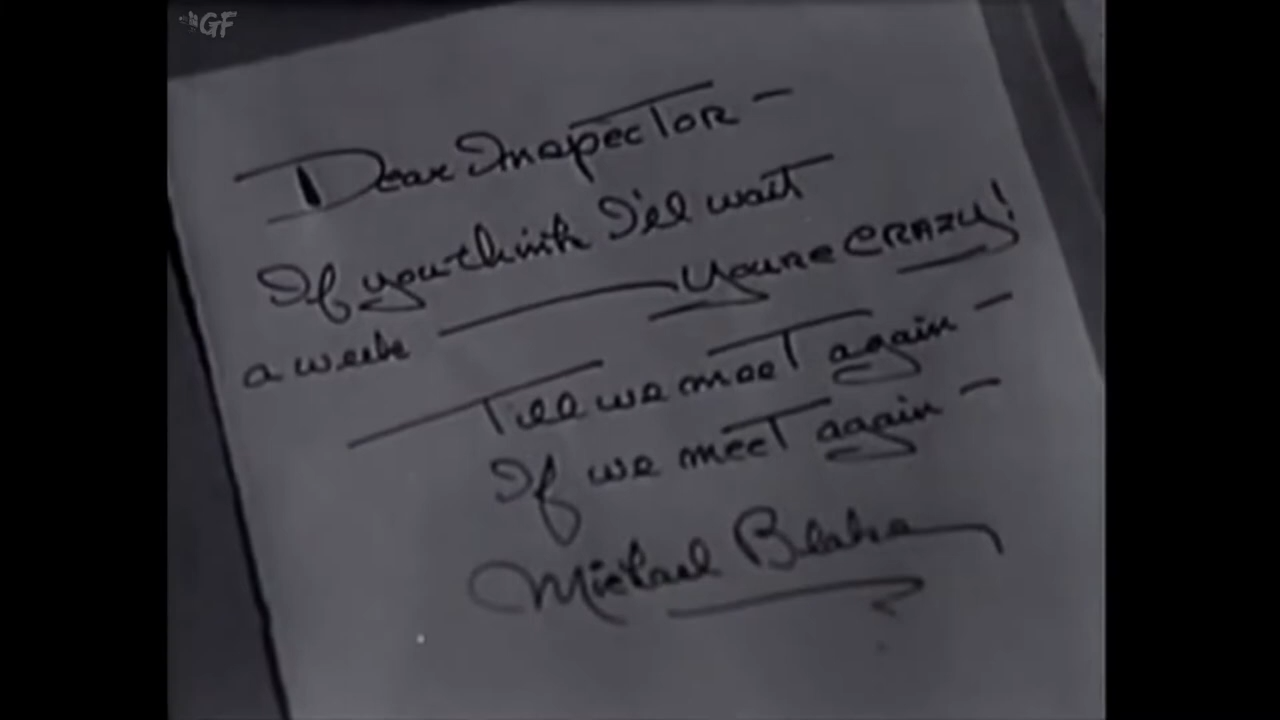 GF
Dear Inspector —
If you think I'll wait
a week — You're CRAZY!
Till we meet again —
If we meet again —
Michael Blake